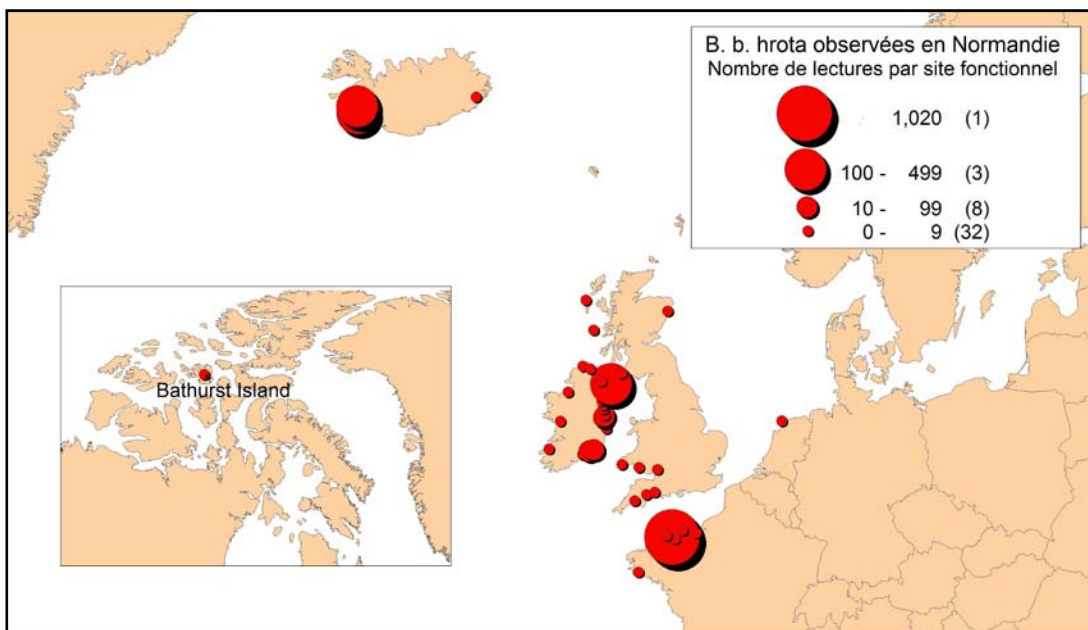 B. b. hrota observées en Normandie
Nombre de lectures par site fonctionnel
1,020 (1)
100 - 499 (3)
10 - 99 (8)
0 - 9 (32)
Bathurst Island